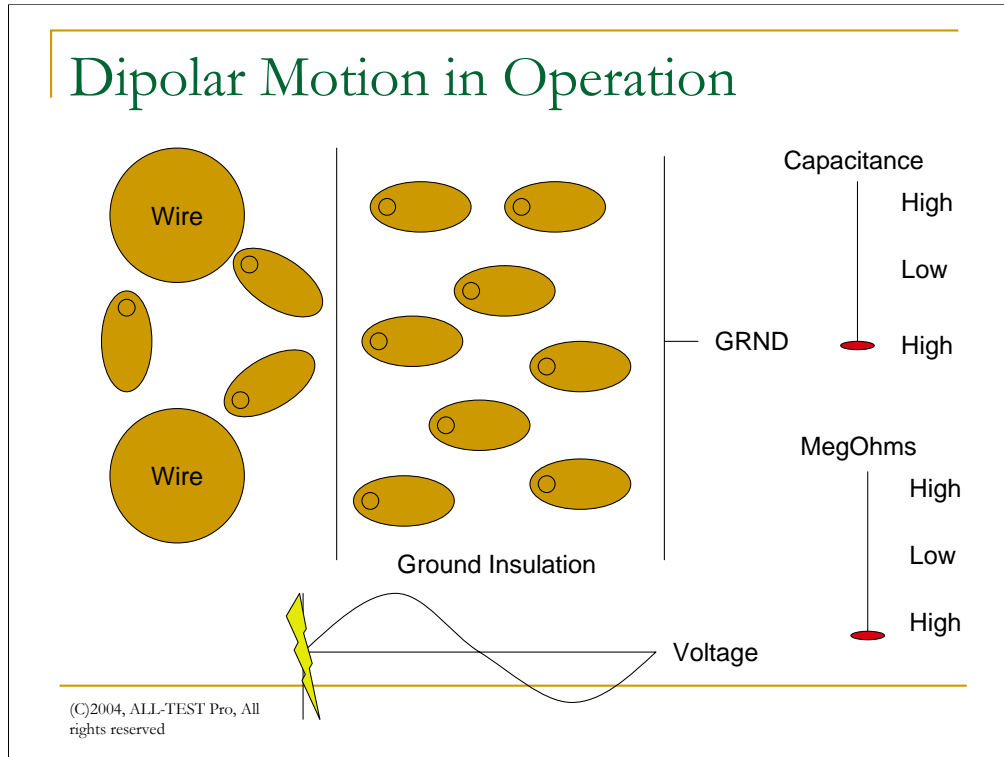 Dipolar Motion in Operation
Wire
Wire
Ground Insulation
GRND
Capacitance
High
Low
High
MegOhms
High
Low
High
Voltage
(C)2004, ALL-TEST Pro, All
rights reserved